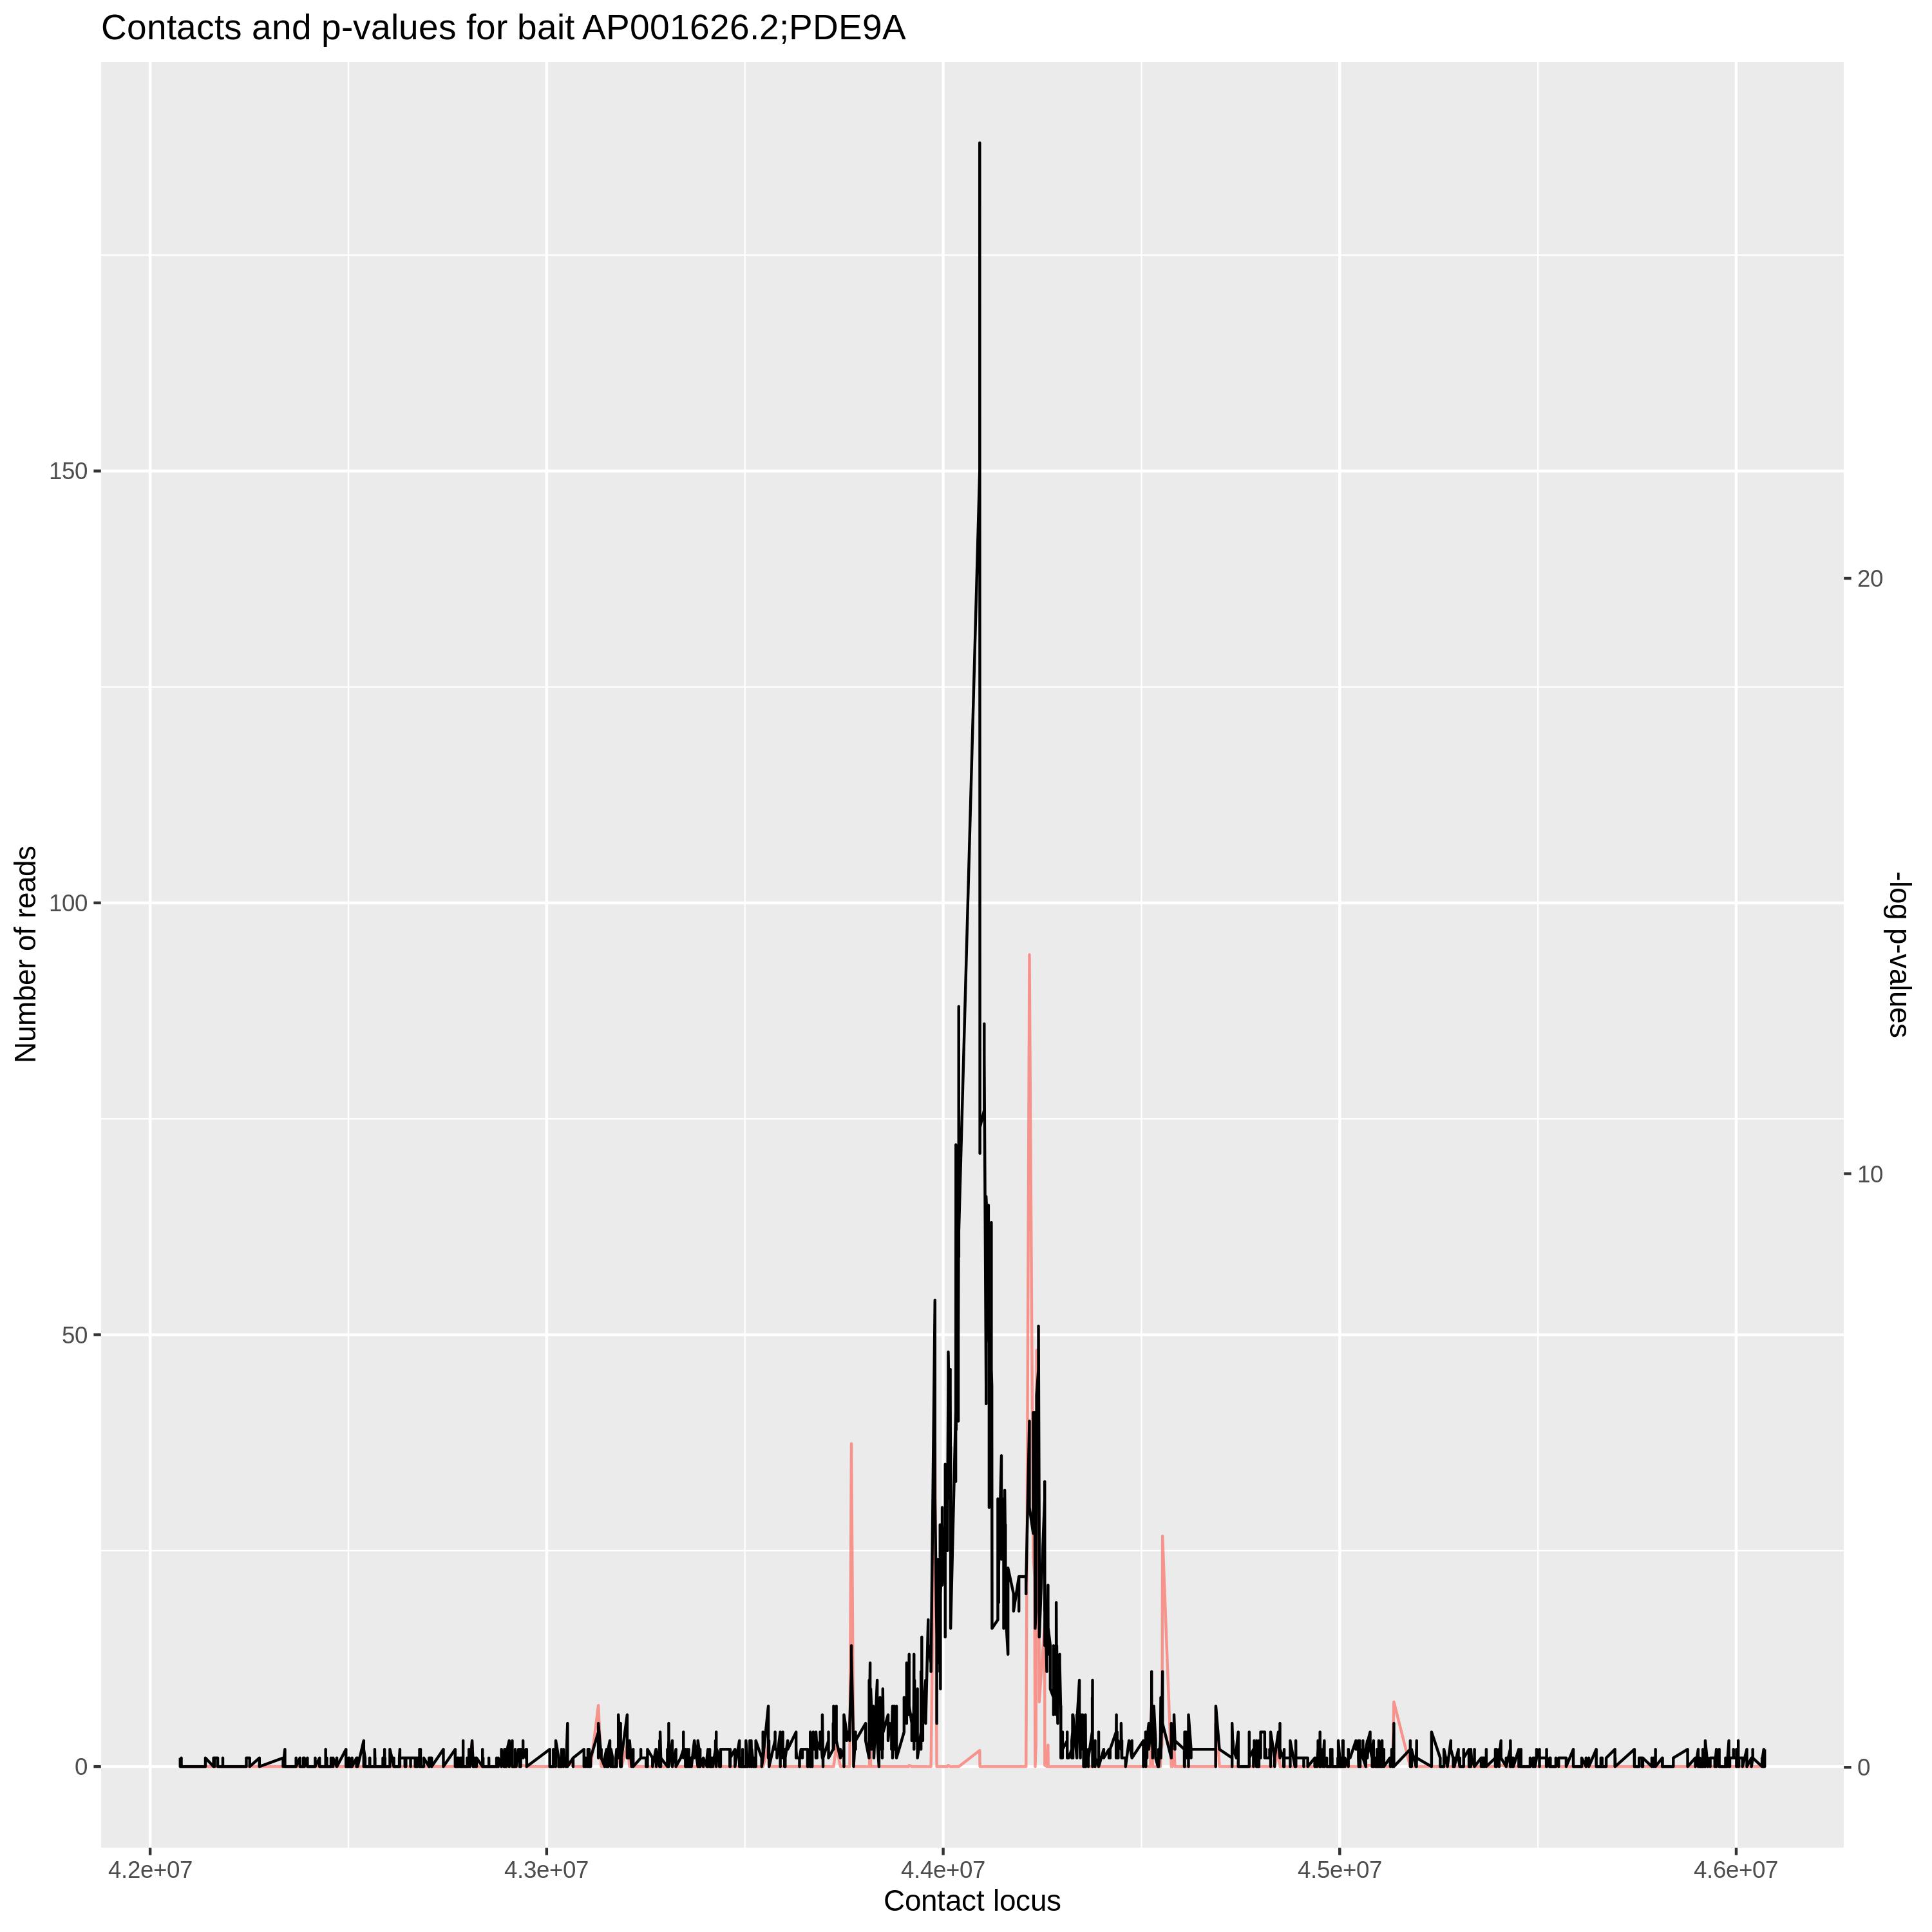 Contacts and p-values for bait AP001626.2;PDE9A
Number of reads
150
100
50
0
20
10
0
-log p-values
4.2e+07
4.3e+07
4.4e+07
4.5e+07
4.6e+07
Contact locus